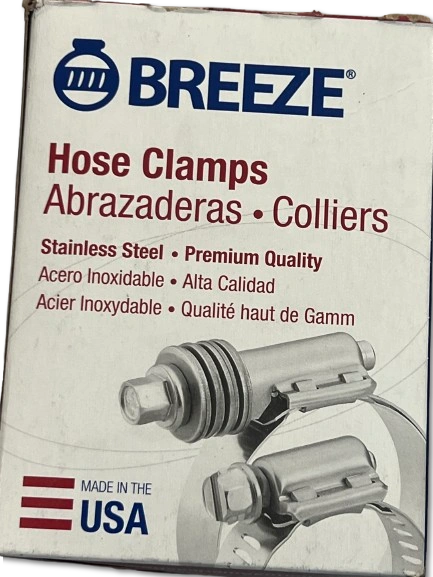 BREEZE®
Hose Clamps
Abrazaderas • Colliers
Stainless Steel • Premium Quality
Acero Inoxidable • Alta Calidad
Acier Inoxydable • Qualité haut de Gamm
MADE IN THE
USA